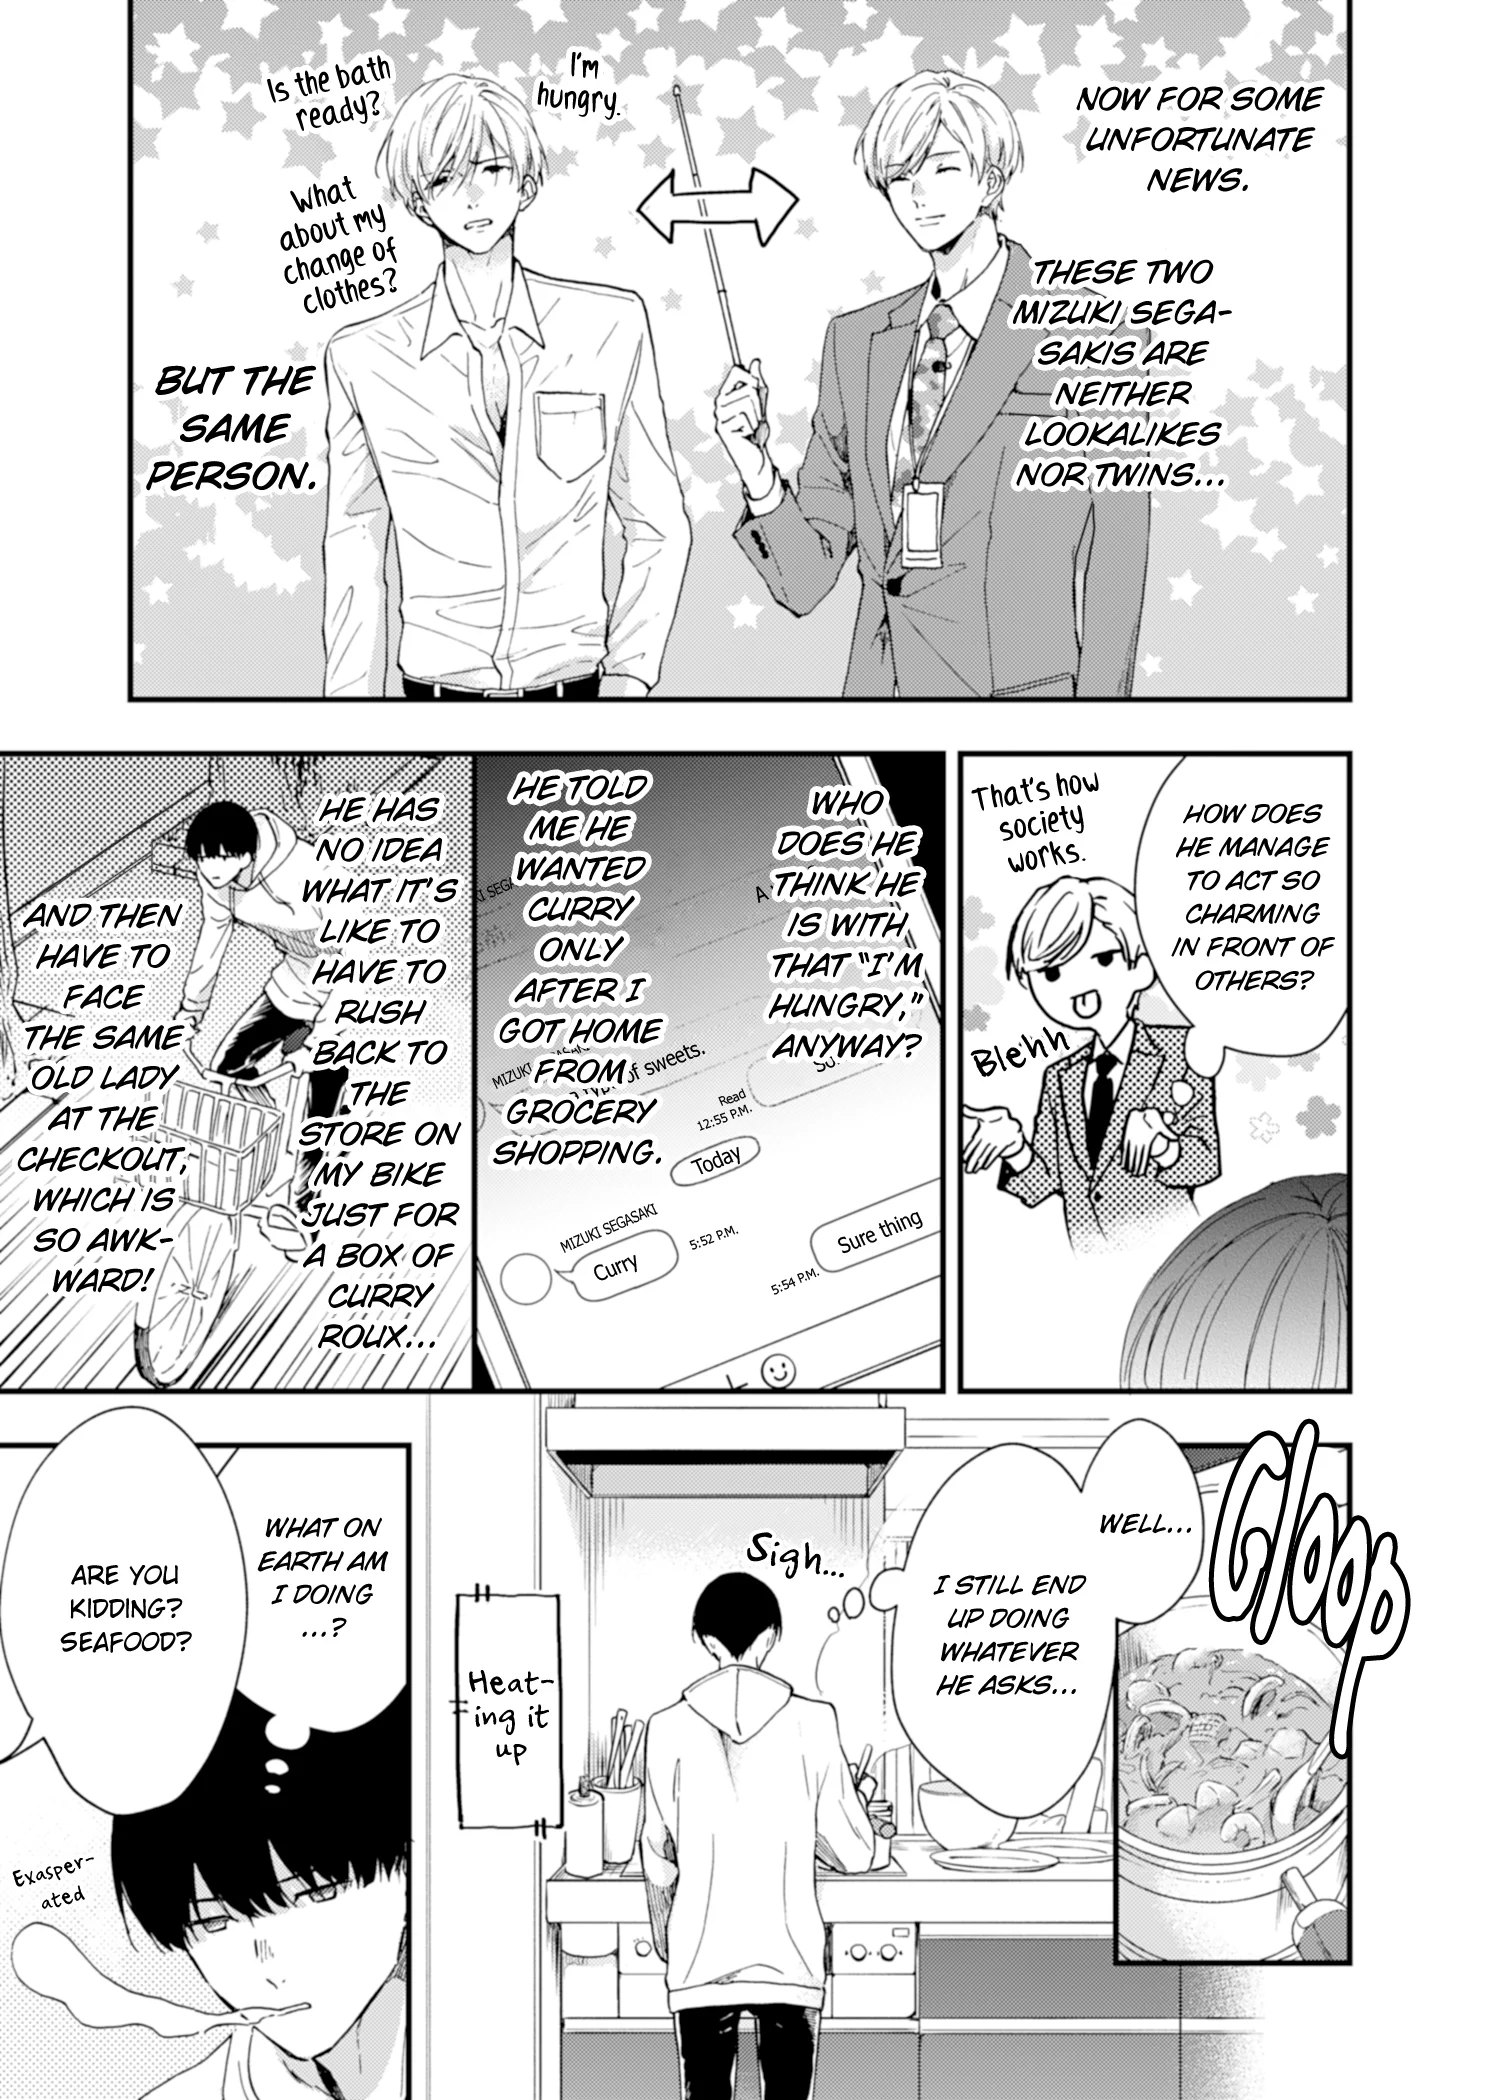 NOW FOR SOME
UNFORTUNATE
NEWS.
THESE TWO
MIZUKI SEGA-
SAKIS ARE
NEITHER
LOOKALIKES
NOR TWINS...
I'm
hungry.
Is the bath
ready?
What
about my
change of
clothes?
BUT THE
SAME
PERSON.
HOW DOES
HE MANAGE
TO ACT SO
CHARMING
IN FRONT OF
OTHERS?
That's how
society
works.
Blehh
WHO
DOES HE
THINK HE
IS WITH
THAT "I'M
HUNGRY,"
ANYWAY?
HE TOLD
ME HE
WANTED
CURRY
ONLY
AFTER I
GOT HOME
FROM
GROCERY
SHOPPING.
of sweets.
Read
12:55 P.M.
Today
MIZUKI SEGASAKI
Curry
5:52 P.M.
Sure thing
5:54 P.M.
HE HAS
NO IDEA
WHAT IT'S
LIKE TO
HAVE TO
RUSH
BACK TO
THE
STORE ON
MY BIKE
JUST FOR
A BOX OF
CURRY
ROUX...
AND THEN
HAVE TO
FACE
THE SAME
OLD LADY
AT THE
CHECKOUT,
WHICH IS
SO AWK-
WARD!
Gloop
WELL...
I STILL END
UP DOING
WHATEVER
HE ASKS...
Sigh...
Heat-
ing it
up
WHAT ON
EARTH AM
I DOING
...?
ARE YOU
KIDDING?
SEAFOOD?
Exasper-
ated